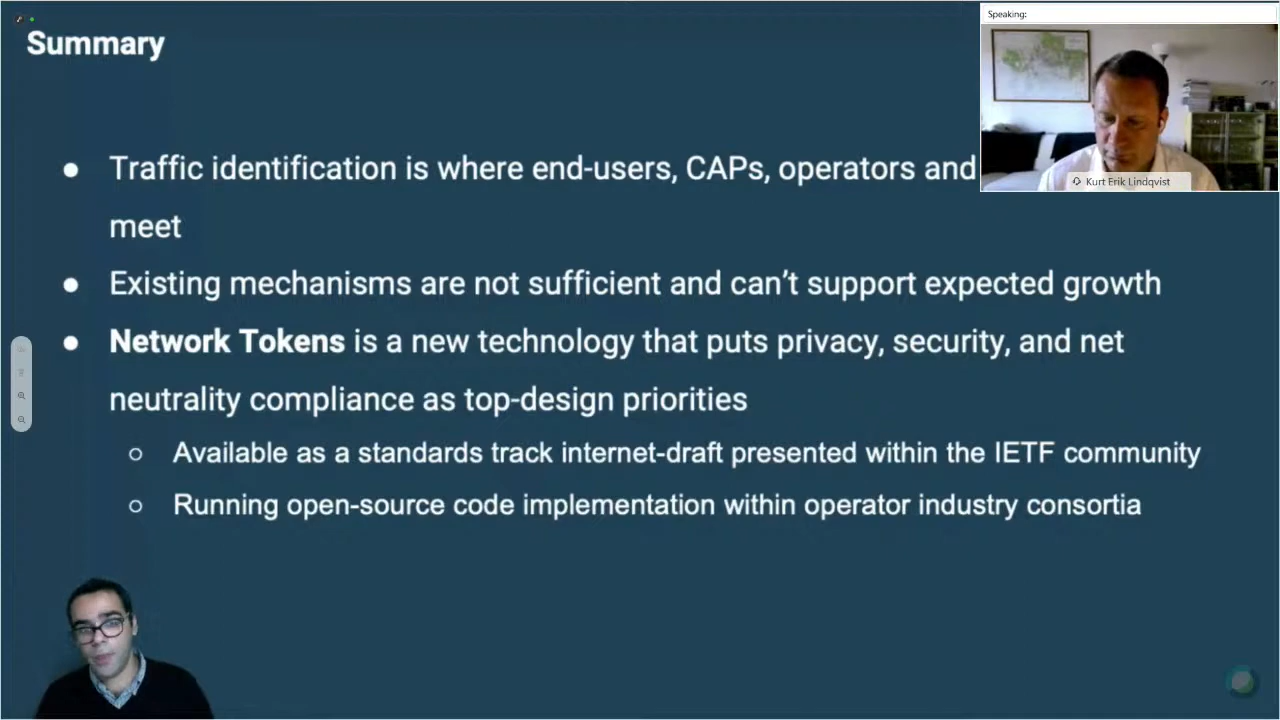 Summary
Speaking:
Kurt Erik Lindqvist
● Traffic identification is where end-users, CAPs, operators and
meet
● Existing mechanisms are not sufficient and can't support expected growth
● Network Tokens is a new technology that puts privacy, security, and net
neutrality compliance as top-design priorities
○ Available as a standards track internet-draft presented within the IETF community
○ Running open-source code implementation within operator industry consortia